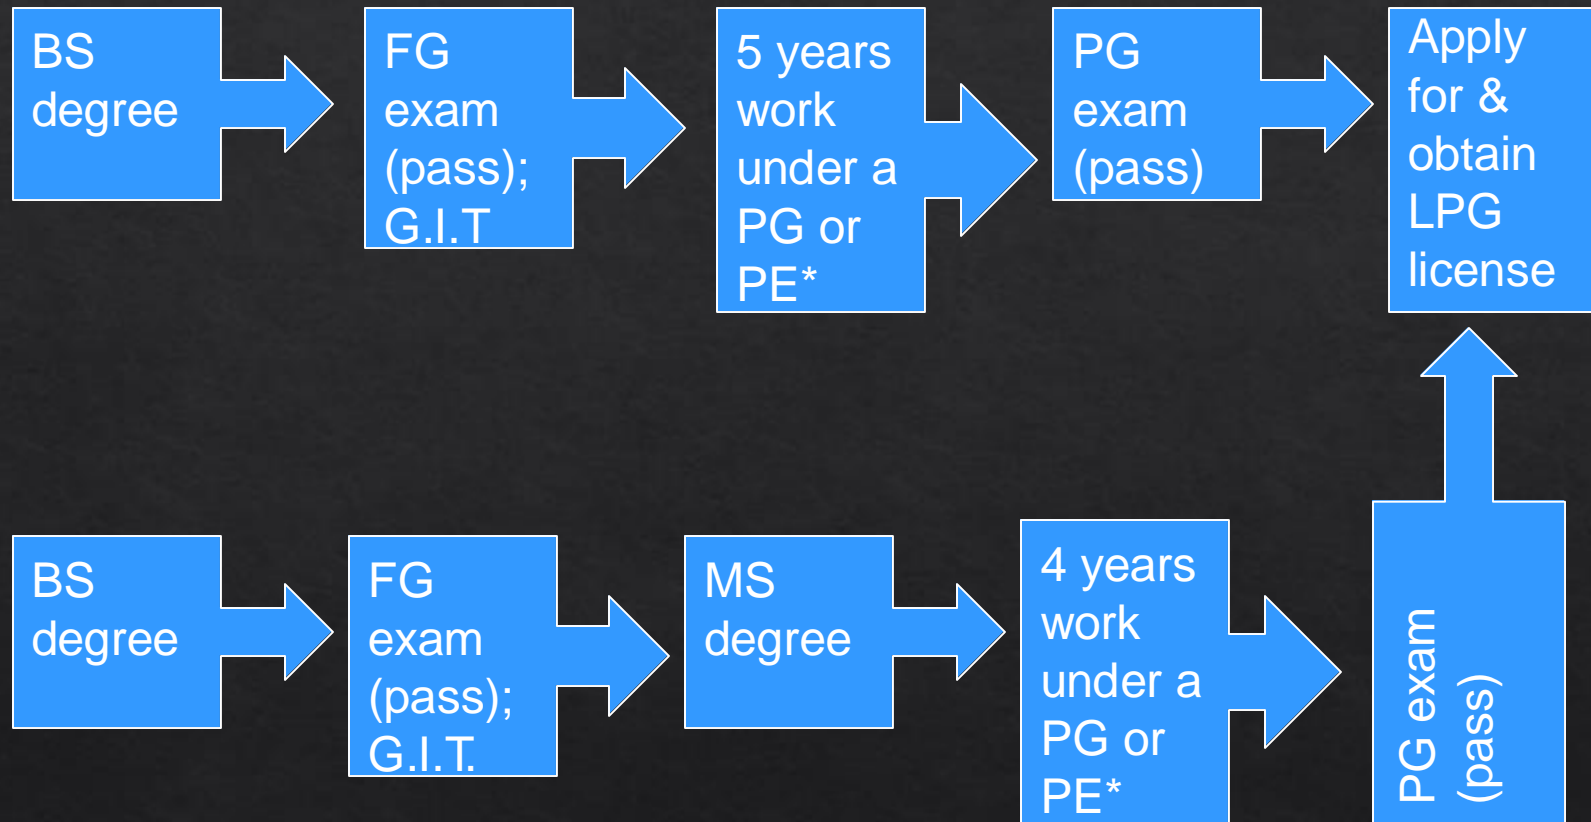 BS
degree
FG
exam
(pass);
G.I.T
5 years
work
under a
PG or
PE*
PG
exam
(pass)
Apply
for &
obtain
LPG
license
BS
degree
FG
exam
(pass);
G.I.T.
MS
degree
4 years
work
under a
PG or
PE*
PG exam
(pass)